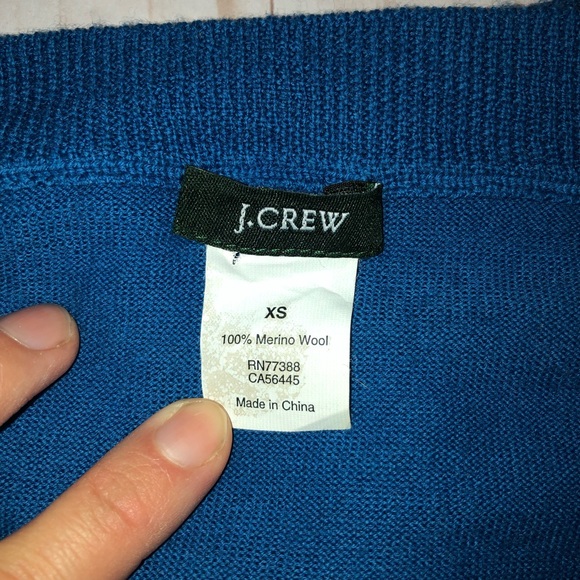 J.CREW
XS
100% Merino Wool
RN77388
CA56445
Made in China